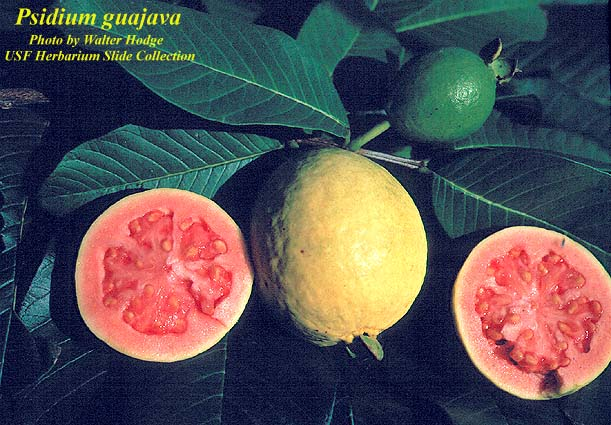 Psidium guajava
Photo by Walter Hodge
USF Herbarium Slide Collection